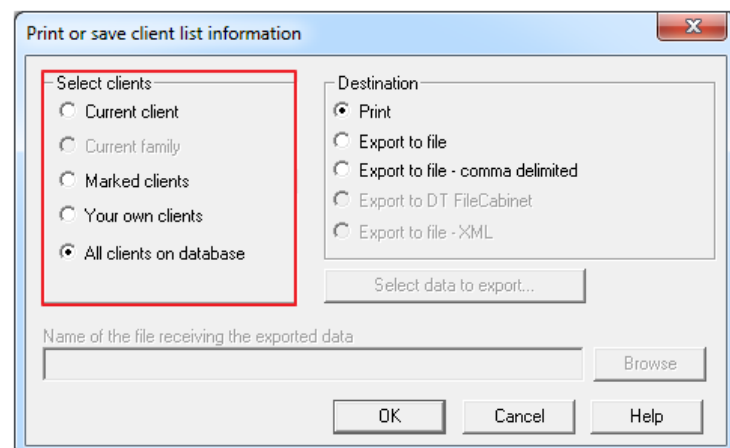 Print or save client list information
Select clients
Current client
Current family
Marked clients
Your own clients
All clients on database
Destination
Print
Export to file
Export to file - comma delimited
Export to DT FileCabinet
Export to file - XML
Select data to export...
Name of the file receiving the exported data
Browse
OK Cancel Help